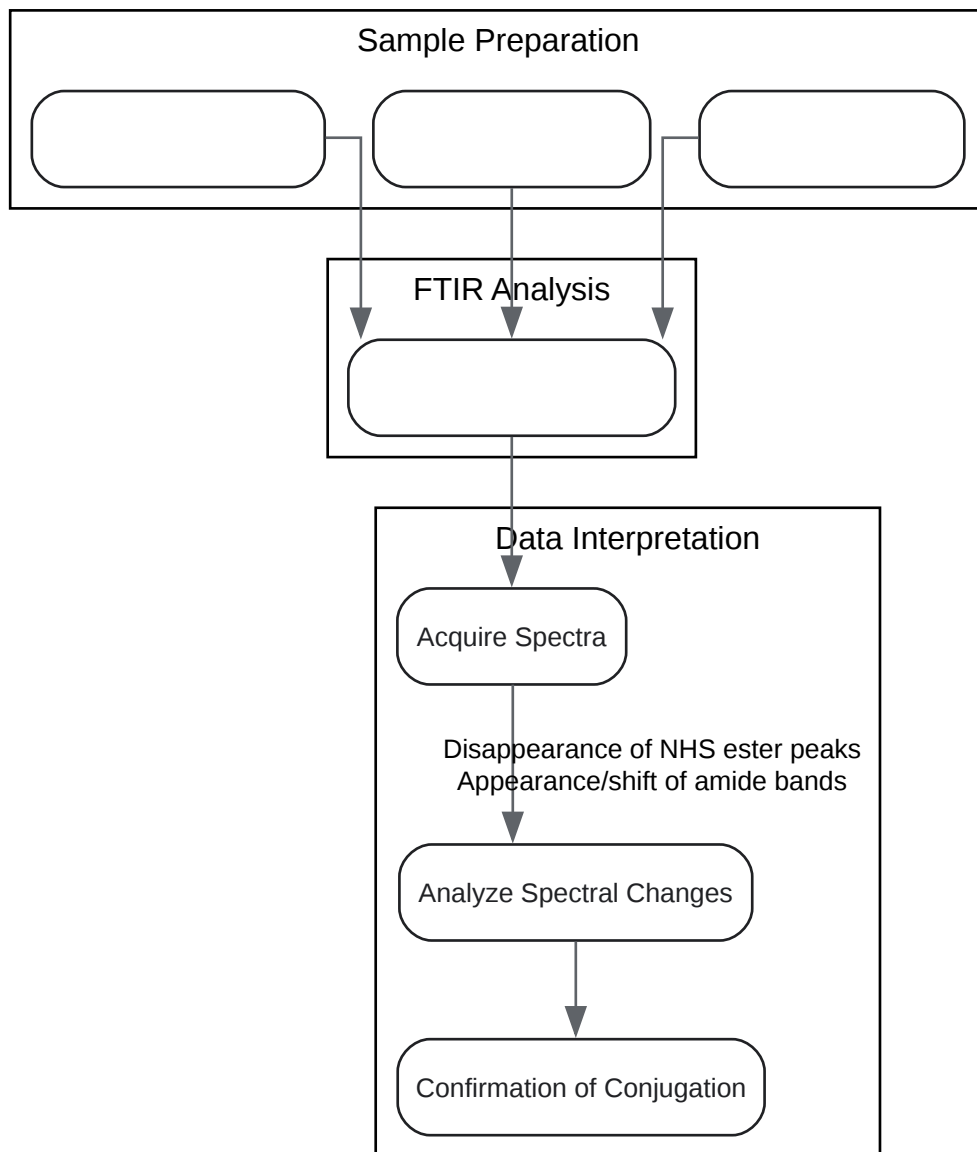 Sample Preparation
FTIR Analysis
Data Interpretation
Acquire Spectra
Disappearance of NHS ester peaks
Appearance/shift of amide bands
Analyze Spectral Changes
Confirmation of Conjugation